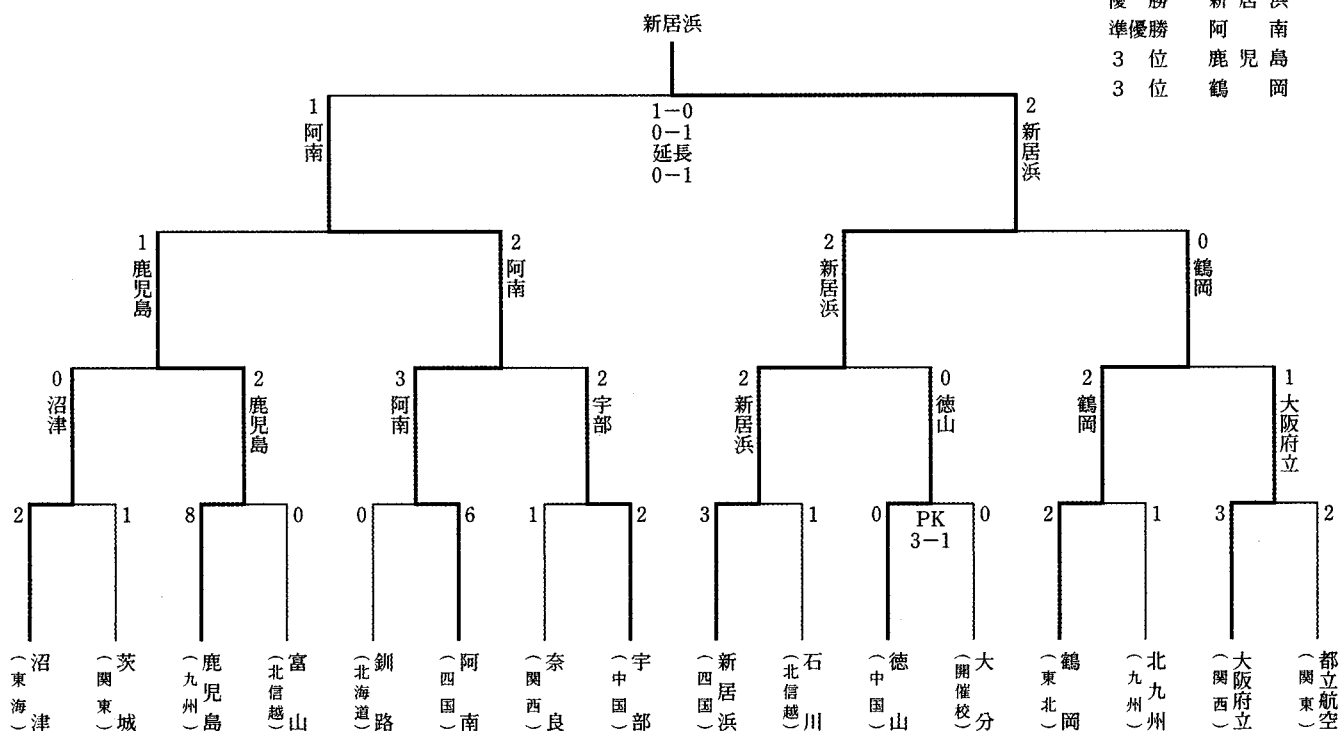 優勝 新居浜
準優勝 阿南
3位 鹿児島
3位 鶴岡
新居浜
1 阿南
1-0
0-1
延長
0-1
2 新居浜
1 鹿児島
2 阿南
2 新居浜
0 鶴岡
0 沼津
2 鹿児島
3 阿南
2 宇部
2 新居浜
0 徳山
2 鶴岡
1 大阪府立
2
1
8
0
0
6
1
2
3
1
0
PK
3-1
0
2
1
3
2
沼津(東海)
茨城(関東)
鹿児島(九州)
富山(北信越)
釧路(北海道)
阿南(四国)
奈良(関西)
宇部(中国)
新居浜(四国)
石川(北信越)
徳山(中国)
大分(開催校)
鶴岡(東北)
北九州(九州)
大阪府立(関西)
都立航空(関東)